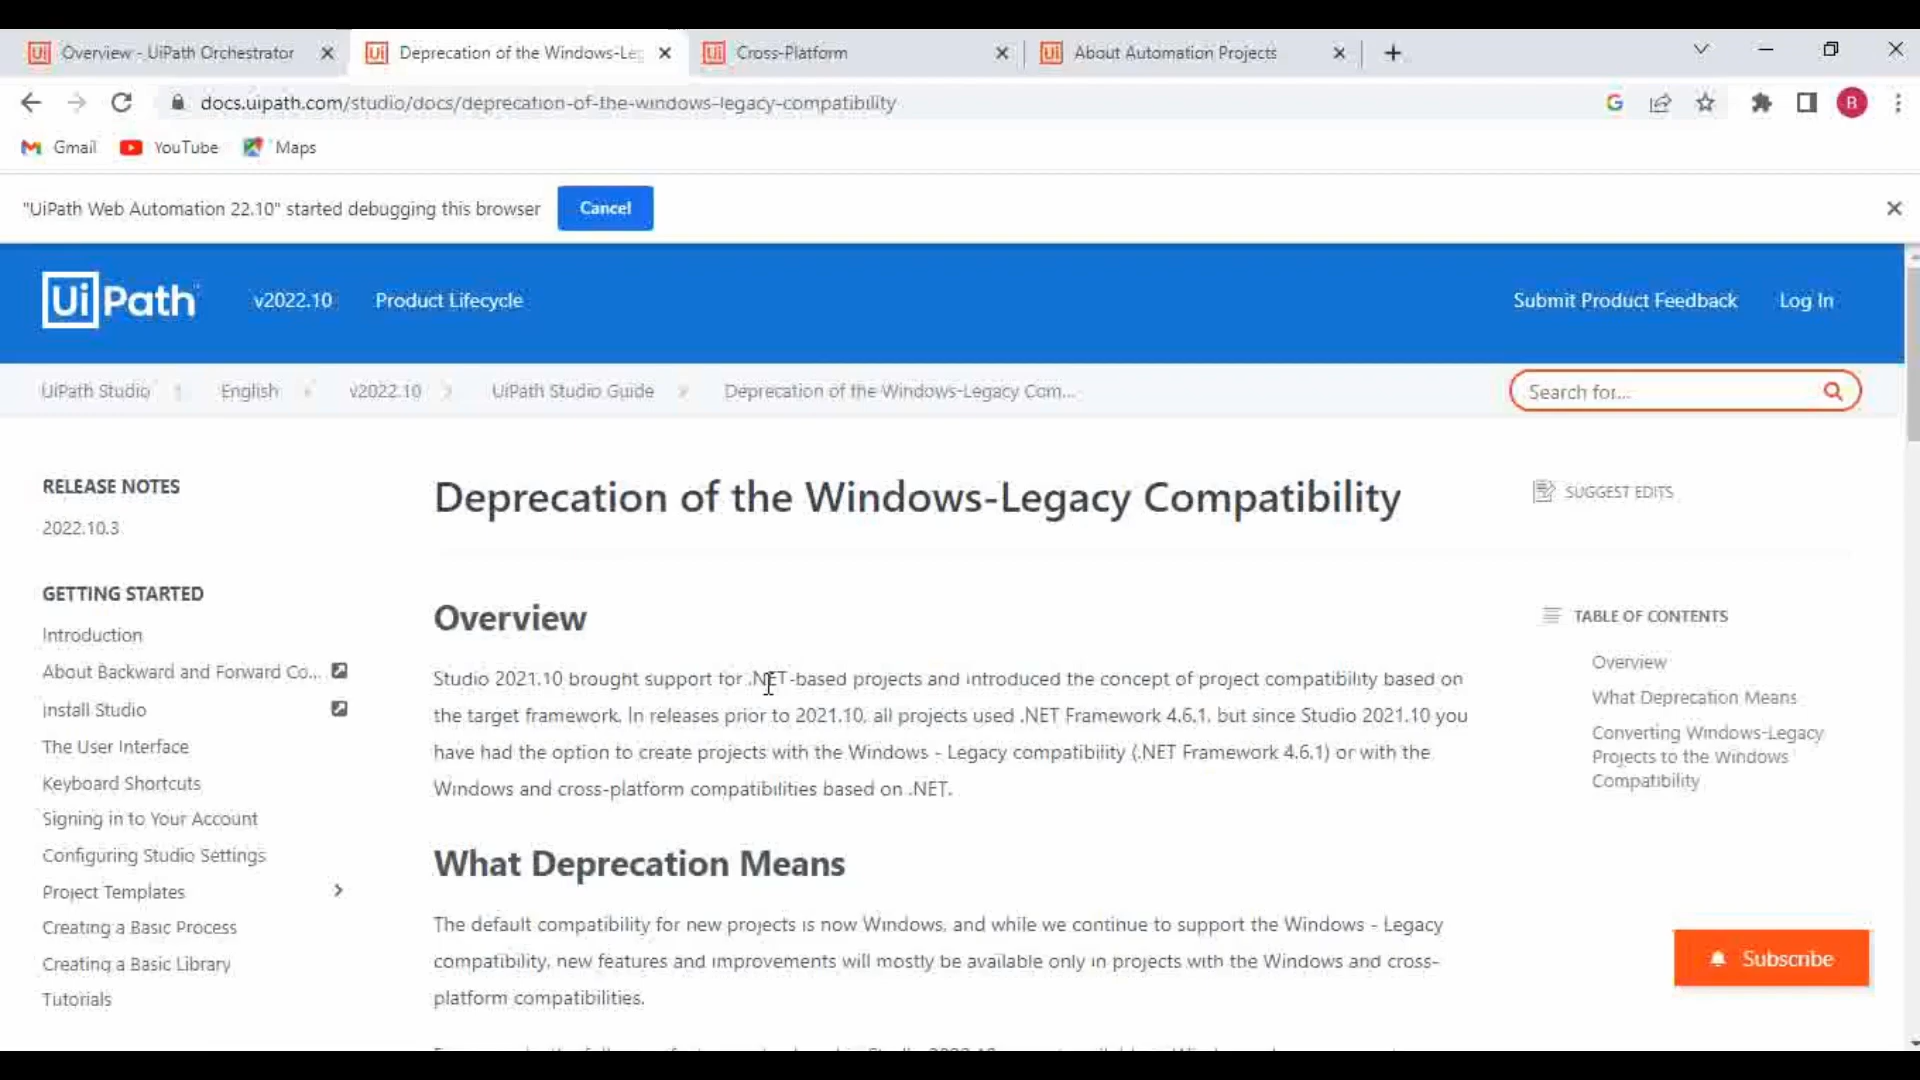 Overview - UiPath Orchestrator
Deprecation of the Windows-Leg
Cross-Platform
About Automation Projects
docs.uipath.com/studio/docs/deprecation-of-the-windows-legacy-compatibility
G
B
Gmail
YouTube
Maps
"UiPath Web Automation 22.10" started debugging this browser
Cancel
UiPath
v2022.10
Product Lifecycle
Submit Product Feedback
Log In
UiPath Studio
English
v2022.10
UiPath Studio Guide
Deprecation of the Windows-Legacy Com...
Search for...
RELEASE NOTES
2022.10.3
GETTING STARTED
Introduction
About Backward and Forward Co...
Install Studio
The User Interface
Keyboard Shortcuts
Signing in to Your Account
Configuring Studio Settings
Project Templates
Creating a Basic Process
Creating a Basic Library
Tutorials
Deprecation of the Windows-Legacy Compatibility
Overview
Studio 2021.10 brought support for .NET-based projects and introduced the concept of project compatibility based on
the target framework. In releases prior to 2021.10, all projects used .NET Framework 4.6.1, but since Studio 2021.10 you
have had the option to create projects with the Windows - Legacy compatibility (.NET Framework 4.6.1) or with the
Windows and cross-platform compatibilities based on .NET.
What Deprecation Means
The default compatibility for new projects is now Windows, and while we continue to support the Windows - Legacy
compatibility, new features and improvements will mostly be available only in projects with the Windows and cross-
platform compatibilities.
SUGGEST EDITS
TABLE OF CONTENTS
Overview
What Deprecation Means
Converting Windows-Legacy
Projects to the Windows
Compatibility
Subscribe